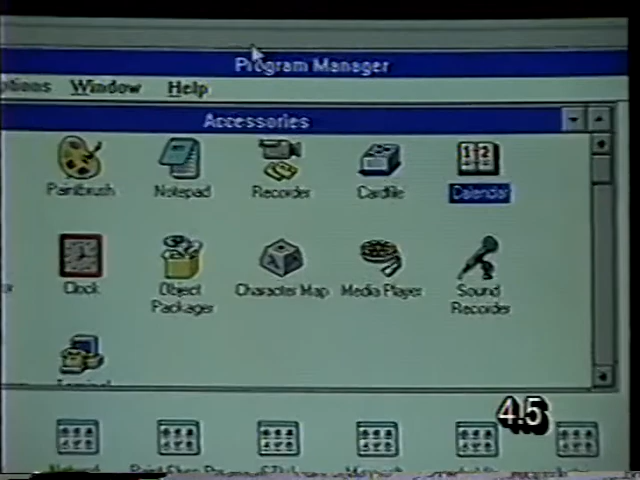 Program Manager
Window Help
Accessories
Paintbrush Notepad Recorder Cardfile Calendar
Clock Object Packager Character Map Media Player Sound Recorder
4.5
Microsoft